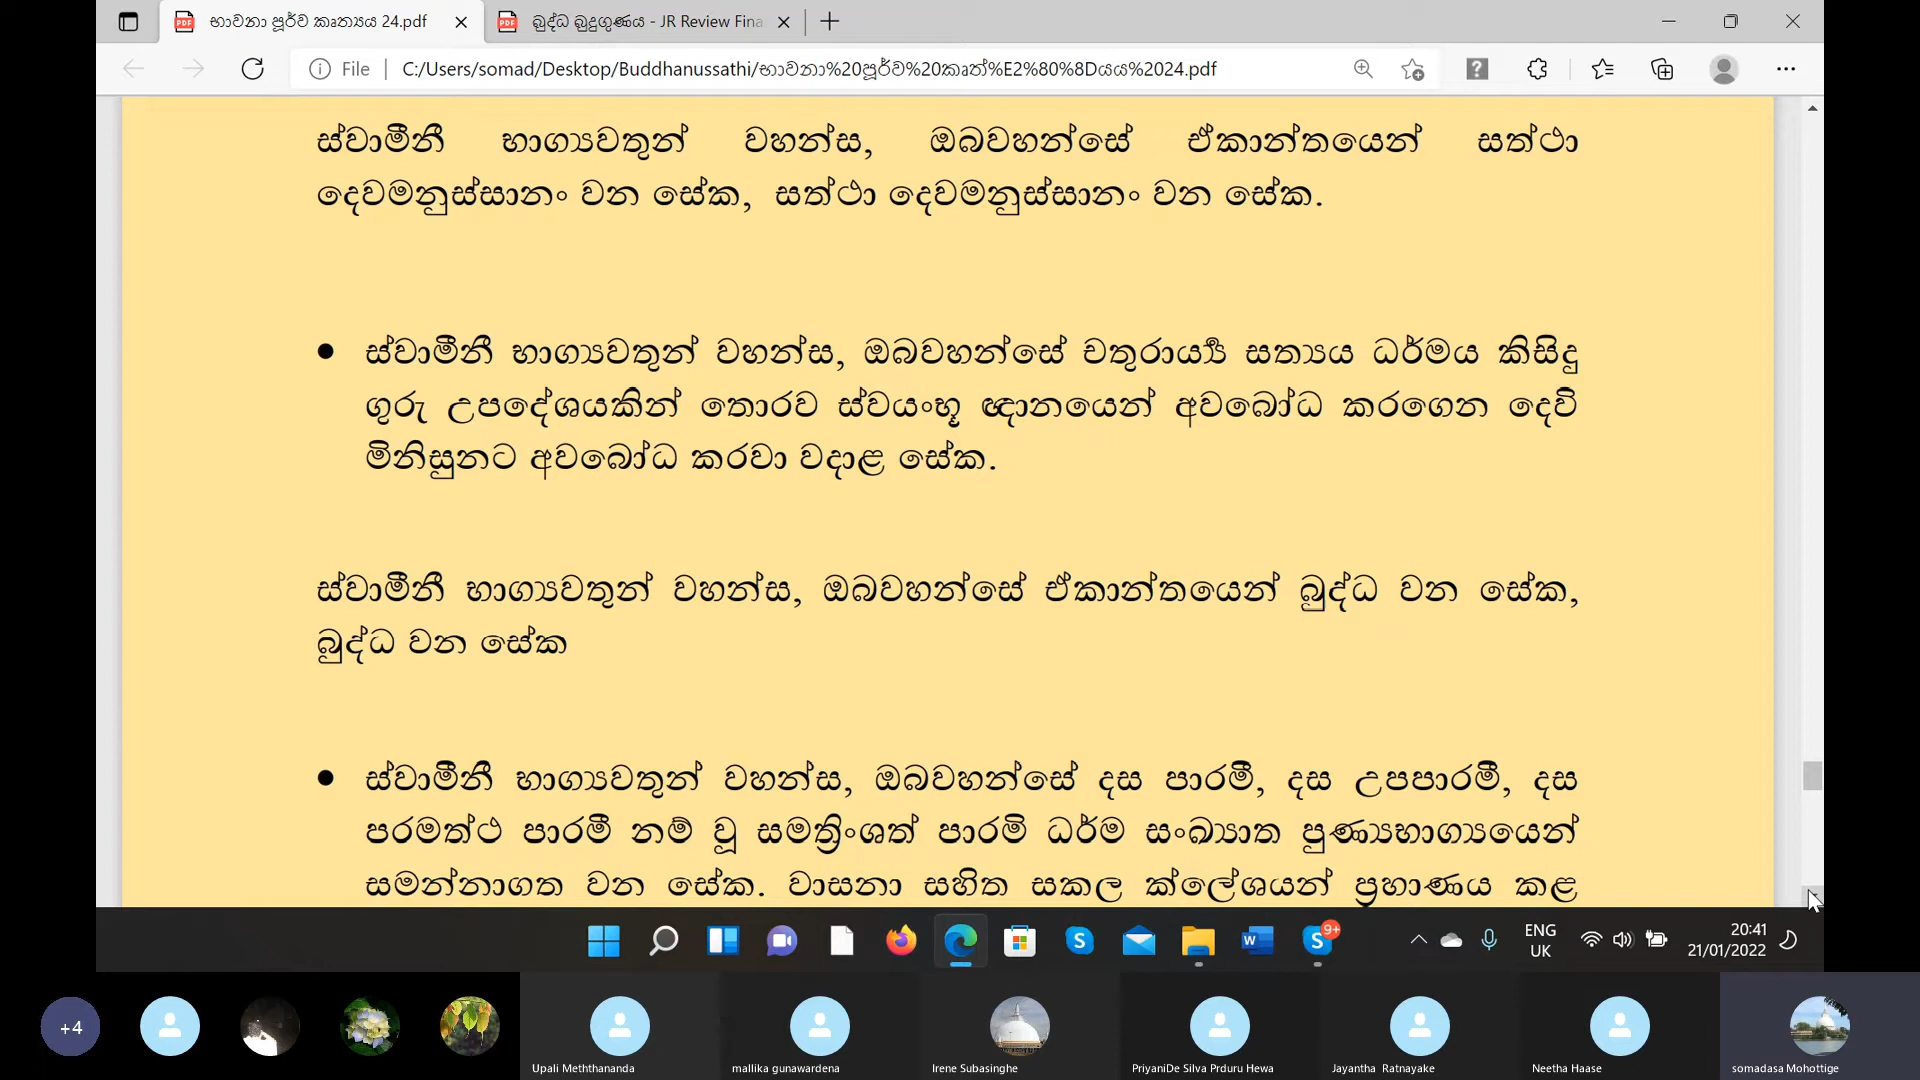 භාවනා පූර්ව කෘත්‍යය 24.pdf
බුද්ධ බුදුගුණය - JR Review Fina
File
C:/Users/somad/Desktop/Buddhanussathi/භාවනා%20පූර්ව%20කෘත්%E2%80%8Dයය%2024.pdf
ස්වාමීනී භාග්‍යවතුන් වහන්ස, ඔබවහන්සේ ඒකාන්තයෙන් සත්ථා
දෙවමනුස්සානං වන සේක, සත්ථා දෙවමනුස්සානං වන සේක.
● ස්වාමීනී භාග්‍යවතුන් වහන්ස, ඔබවහන්සේ චතුරාර්‍ය්‍ය සත්‍යය ධර්මය කිසිදු
ගුරු උපදේශයකින් තොරව ස්වයංභූ ඥානයෙන් අවබෝධ කරගෙන දෙවි
මිනිසුනට අවබෝධ කරවා වදාළ සේක.
ස්වාමීනී භාග්‍යවතුන් වහන්ස, ඔබවහන්සේ ඒකාන්තයෙන් බුද්ධ වන සේක,
බුද්ධ වන සේක
● ස්වාමීනී භාග්‍යවතුන් වහන්ස, ඔබවහන්සේ දස පාරමී, දස උපපාරමී, දස
පරමත්ථ පාරමී නම් වූ සමත්‍රිංශත් පාරමි ධර්ම සංඛ්‍යාත පුණ්‍යභාග්‍යයෙන්
සමන්නාගත වන සේක. වාසනා සහිත සකල ක්ලේශයන් ප්‍රහාණය කළ
9+
ENG
UK
20:41
21/01/2022
+4
Upali Meththananda
mallika gunawardena
Irene Subasinghe
PriyaniDe Silva Prduru Hewa
Jayantha Ratnayake
Neetha Haase
somadasa Mohottige